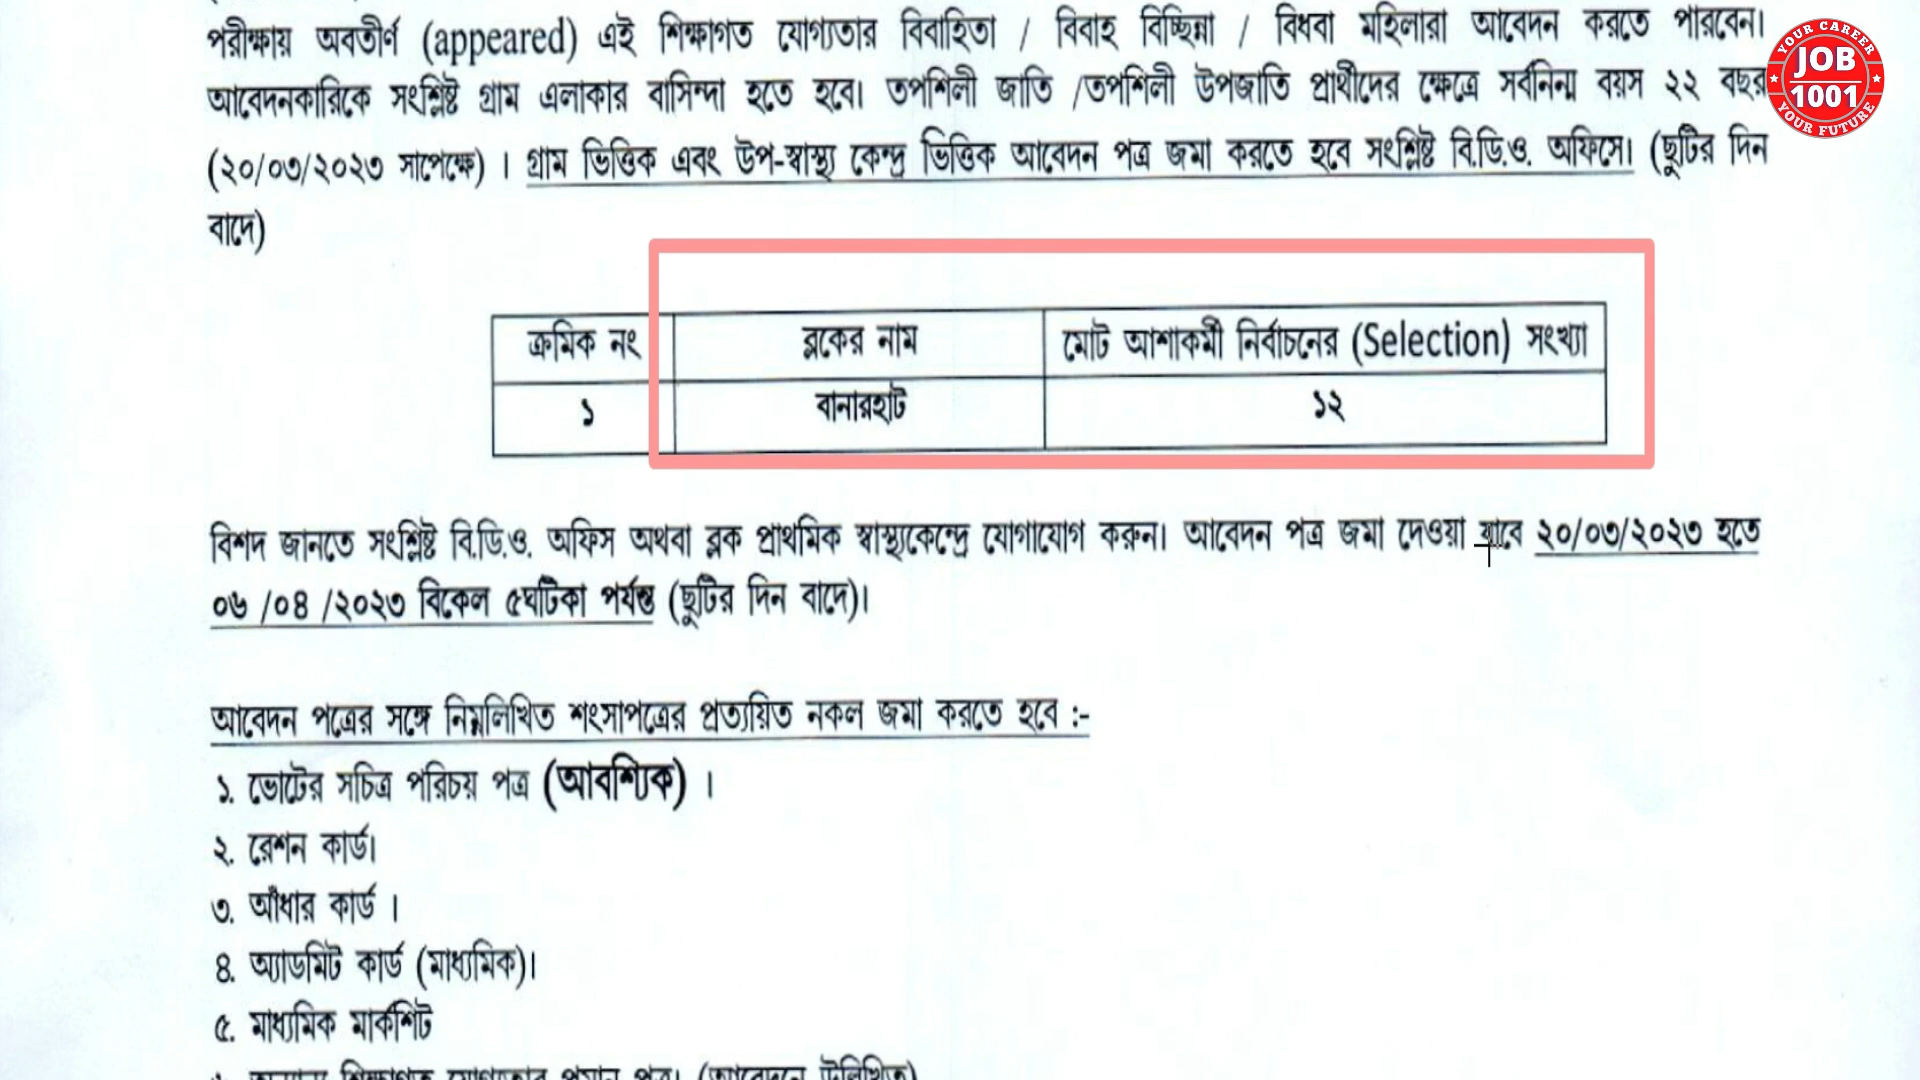 পরীক্ষায় অবতীর্ণ (appeared) এই শিক্ষাগত যোগ্যতার বিবাহিতা / বিবাহ বিচ্ছিন্না / বিধবা মহিলারা আবেদন করতে পারবেন।
আবেদনকারিকে সংশ্লিষ্ট গ্রাম এলাকার বাসিন্দা হতে হবে। তপশিলী জাতি /তপশিলী উপজাতি প্রার্থীদের ক্ষেত্রে সর্বনিন্ম বয়স ২২ বছর
(২০/০৩/২০২৩ সাপেক্ষে) । গ্রাম ভিত্তিক এবং উপ-স্বাস্থ্য কেন্দ্র ভিত্তিক আবেদন পত্র জমা করতে হবে সংশ্লিষ্ট বি.ডি.ও. অফিসে। (ছুটির দিন
বাদে)
YOUR CAREER
JOB
1001
YOUR FUTURE
ক্রমিক নং ব্লকের নাম মোট আশাকর্মী নির্বাচনের (Selection) সংখ্যা
১ বানারহাট ১২
বিশদ জানতে সংশ্লিষ্ট বি.ডি.ও. অফিস অথবা ব্লক প্রাথমিক স্বাস্থ্যকেন্দ্রে যোগাযোগ করুন। আবেদন পত্র জমা দেওয়া যাবে ২০/০৩/২০২৩ হতে
০৬ /০৪ /২০২৩ বিকেল ৫ঘটিকা পর্যন্ত (ছুটির দিন বাদে)।
আবেদন পত্রের সঙ্গে নিম্নলিখিত শংসাপত্রের প্রত্যয়িত নকল জমা করতে হবে :-
১. ভোটের সচিত্র পরিচয় পত্র (আবশ্যিক) ।
২. রেশন কার্ড।
৩. আঁধার কার্ড ।
৪. অ্যাডমিট কার্ড (মাধ্যমিক)।
৫. মাধ্যমিক মার্কশিট